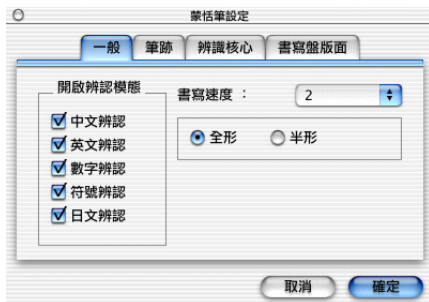 蒙恬筆設定
一般 筆跡 辨識核心 書寫盤版面
開啟辨認模態
中文辨認
英文辨認
數字辨認
符號辨認
日文辨認
書寫速度 ： 2
全形 半形
取消 確定